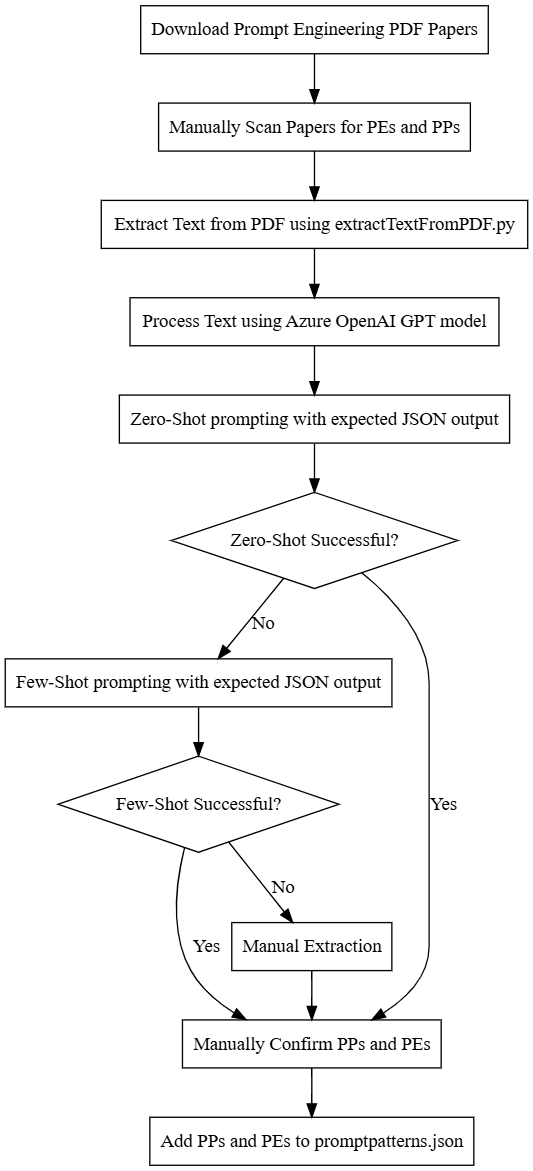 Download Prompt Engineering PDF Papers
Manually Scan Papers for PEs and PPs
Extract Text from PDF using extractTextFromPDF.py
Process Text using Azure OpenAI GPT model
Zero-Shot prompting with expected JSON output
Zero-Shot Successful?
No
Few-Shot prompting with expected JSON output
Few-Shot Successful?
Yes
No
Yes
Manual Extraction
Manually Confirm PPs and PEs
Add PPs and PEs to promptpatterns.json